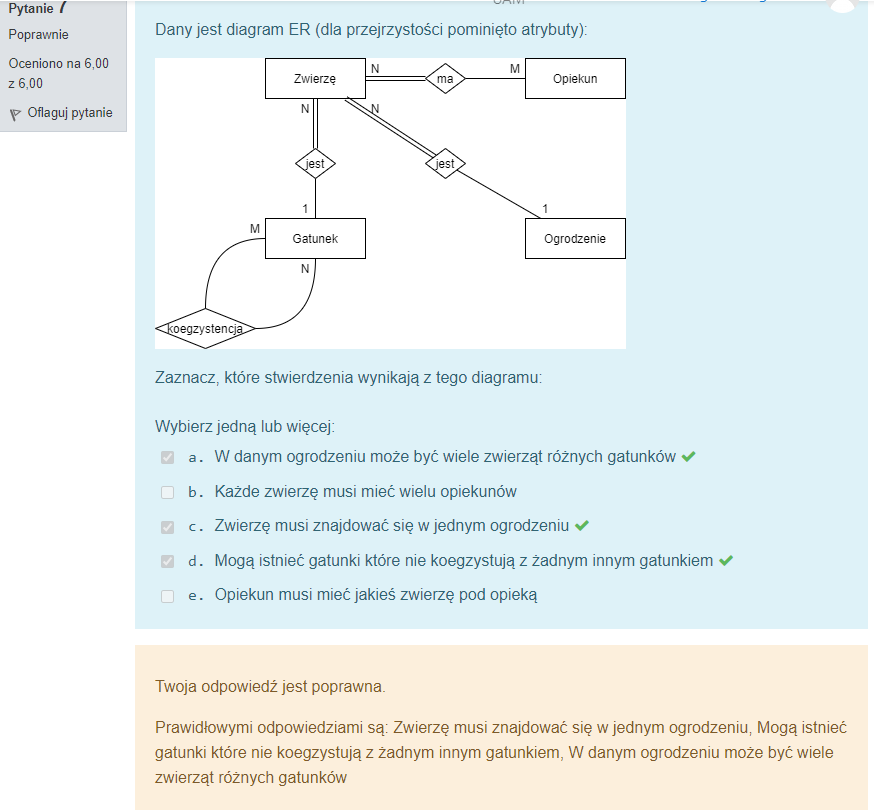 Pytanie 7
Poprawnie
Oceniono na 6,00
z 6,00
Oflaguj pytanie
Dany jest diagram ER (dla przejrzystości pominięto atrybuty):
Zwierzę
N
ma
M
Opiekun
N
N
jest
jest
1
1
M
Gatunek
Ogrodzenie
N
koegzystencja
Zaznacz, które stwierdzenia wynikają z tego diagramu:
Wybierz jedną lub więcej:
a. W danym ogrodzeniu może być wiele zwierząt różnych gatunków
b. Każde zwierzę musi mieć wielu opiekunów
c. Zwierzę musi znajdować się w jednym ogrodzeniu
d. Mogą istnieć gatunki które nie koegzystują z żadnym innym gatunkiem
e. Opiekun musi mieć jakieś zwierzę pod opieką
Twoja odpowiedź jest poprawna.
Prawidłowymi odpowiedziami są: Zwierzę musi znajdować się w jednym ogrodzeniu, Mogą istnieć
gatunki które nie koegzystują z żadnym innym gatunkiem, W danym ogrodzeniu może być wiele
zwierząt różnych gatunków